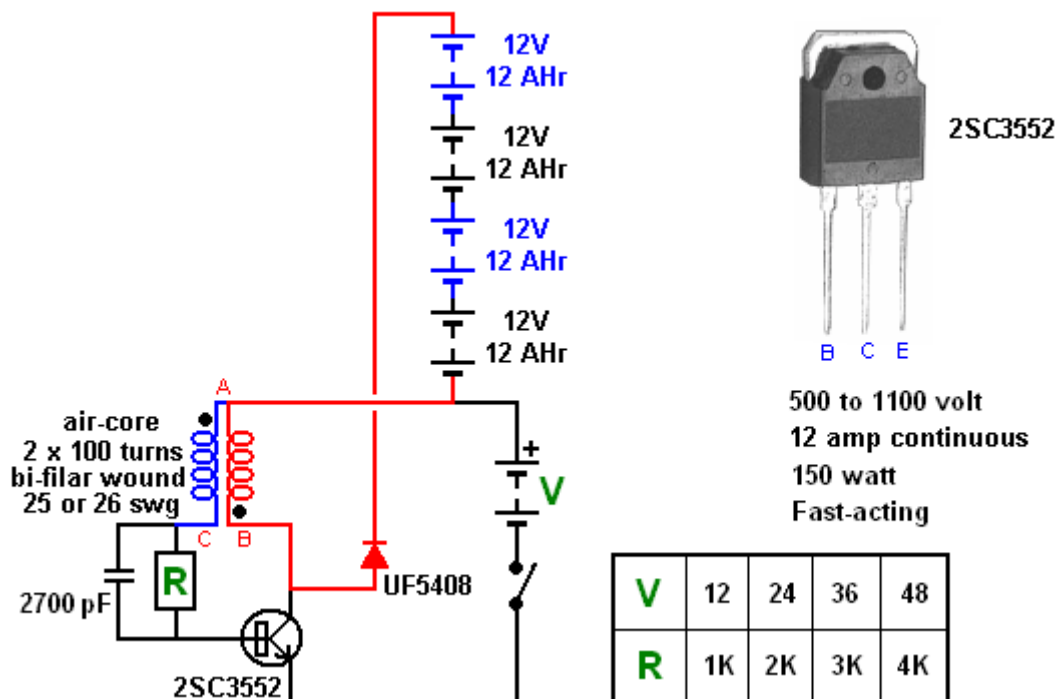 12V
12 AHr
12V
12 AHr
12V
12 AHr
12V
12 AHr
2SC3552
B C E
500 to 1100 volt
12 amp continuous
150 watt
Fast-acting
A
air-core
2 x 100 turns
bi-filar wound
25 or 26 swg
C B
+
V
R
2700 pF
UF5408
2SC3552
V 12 24 36 48
R 1K 2K 3K 4K